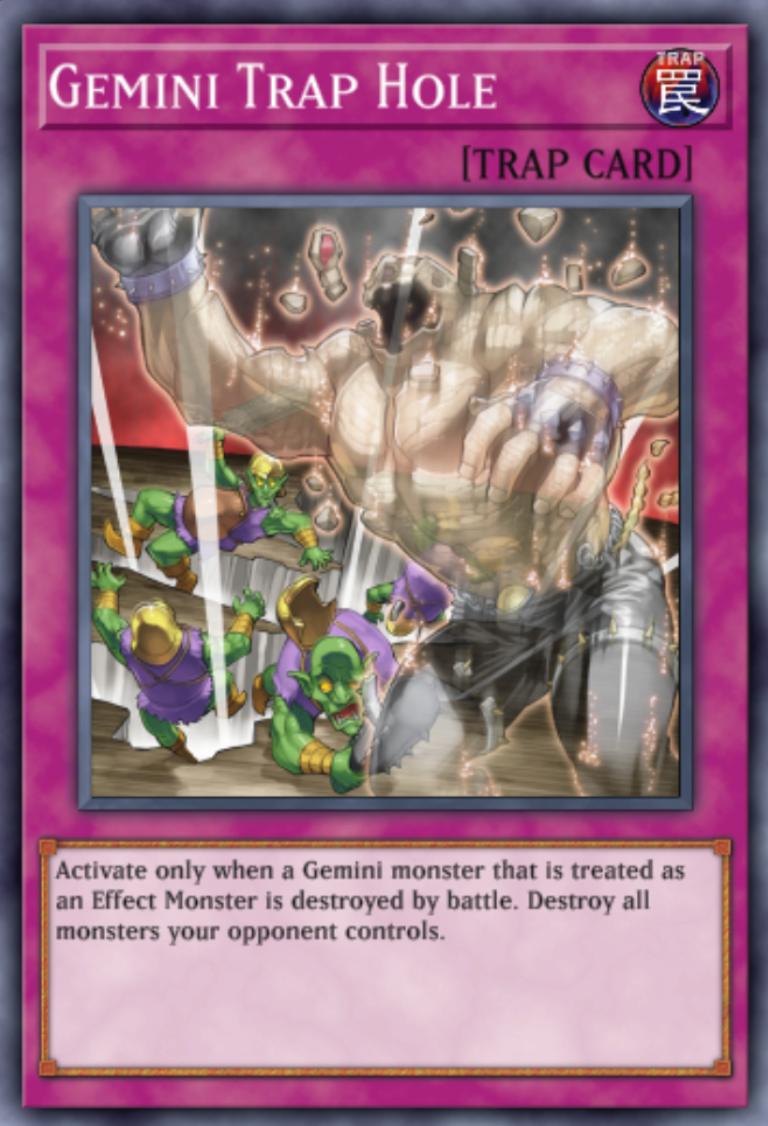 Gemini Trap Hole
TRAP
罠
[TRAP CARD]
Activate only when a Gemini monster that is treated as
an Effect Monster is destroyed by battle. Destroy all
monsters your opponent controls.